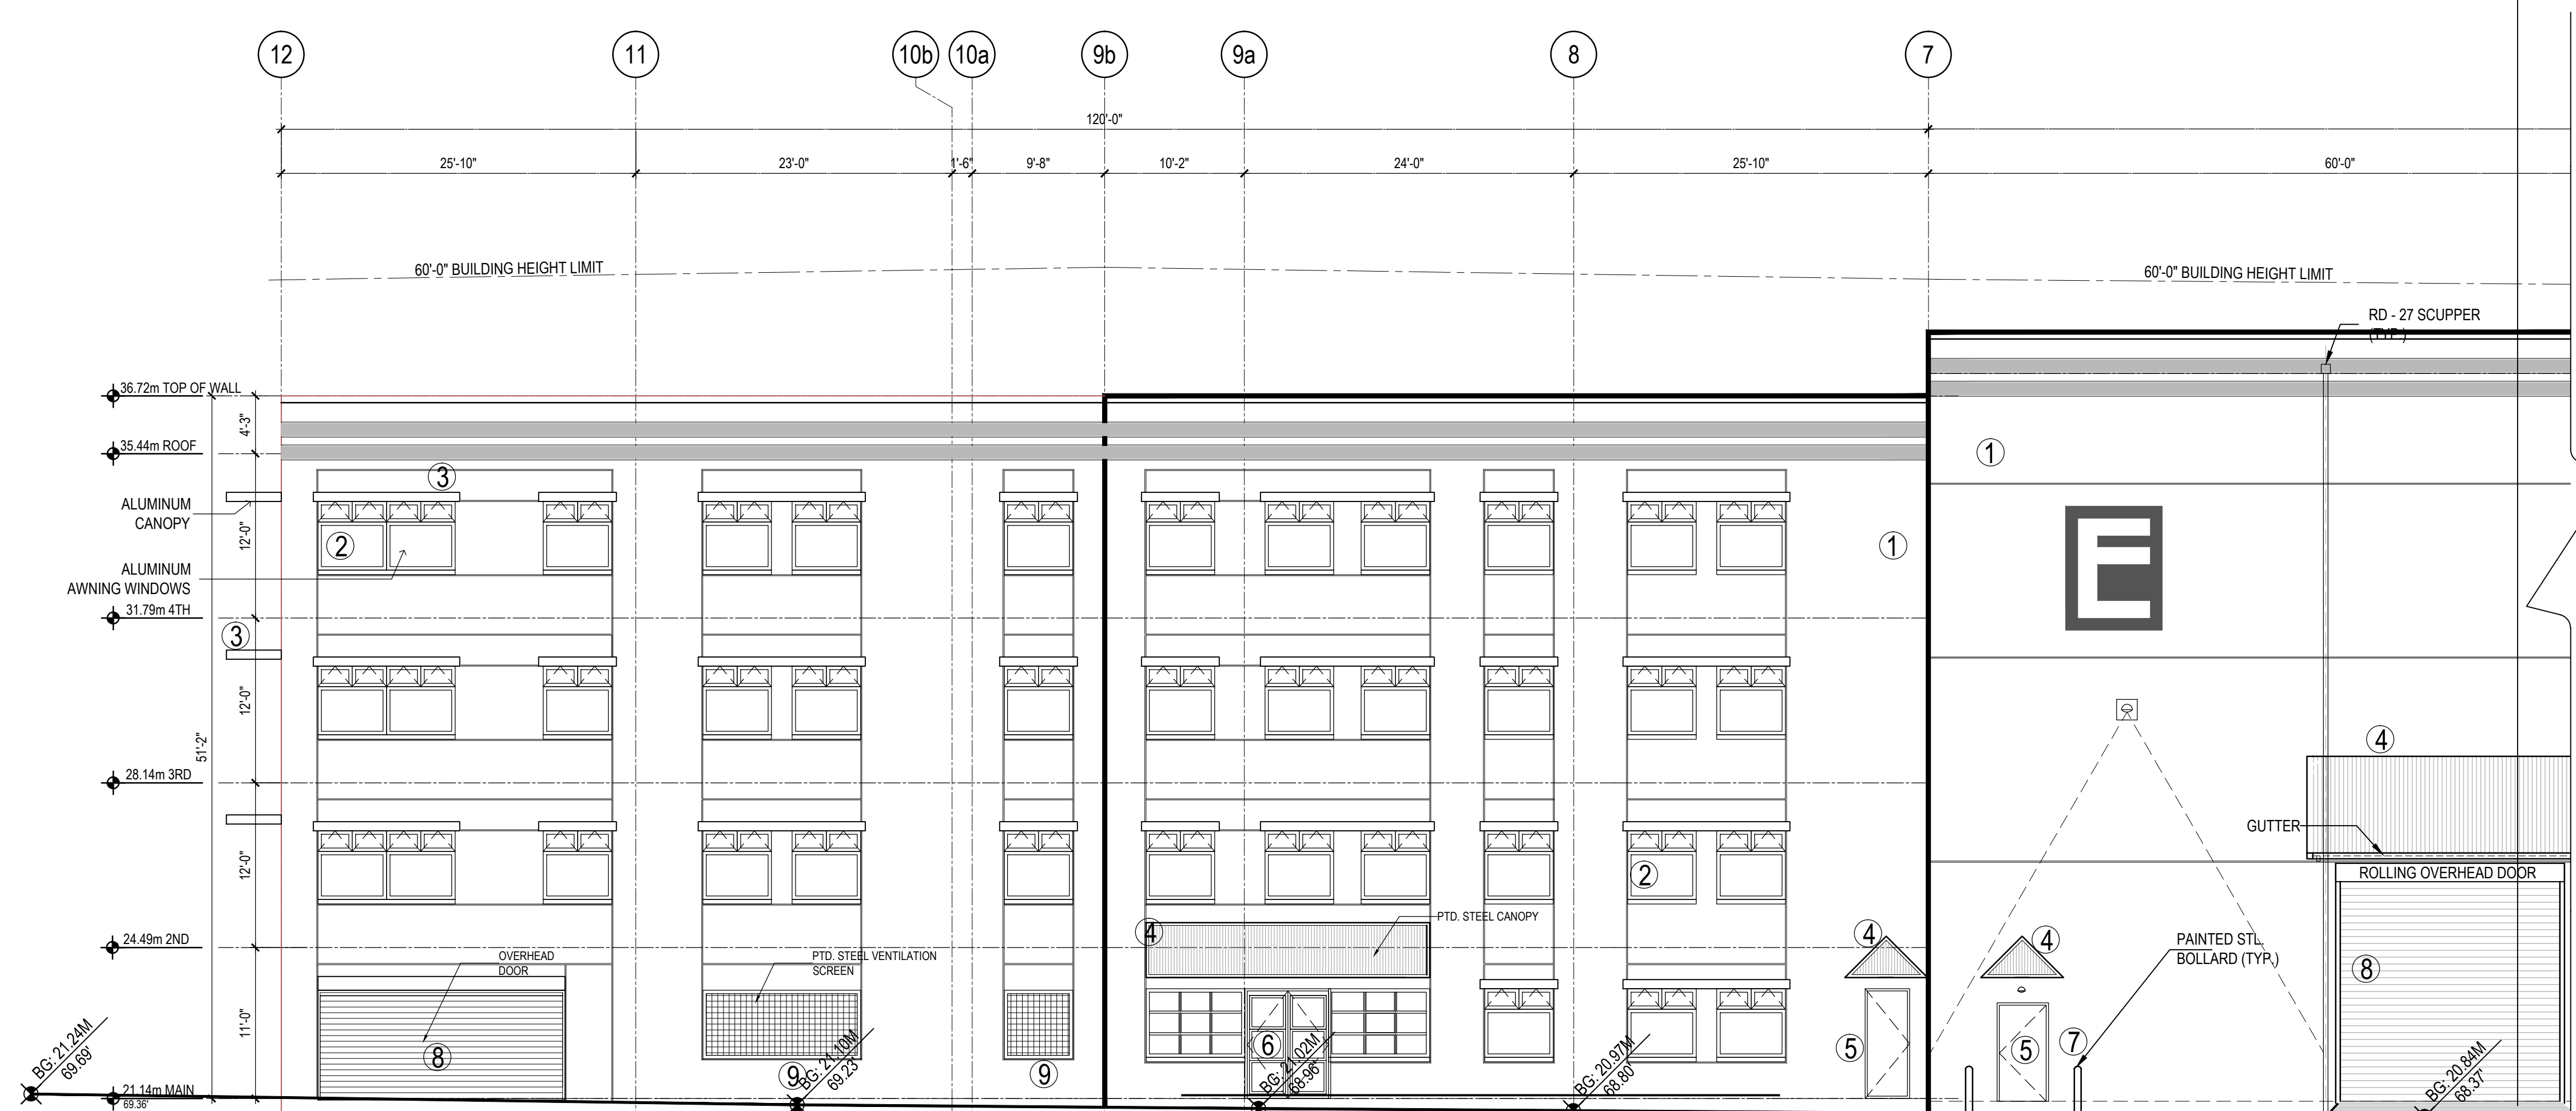 12
11
10b
10a
9b
9a
8
7
120'-0"
25'-10"
23'-0"
1'-6"
9'-8"
10'-2"
24'-0"
25'-10"
60'-0"
60'-0" BUILDING HEIGHT LIMIT
60'-0" BUILDING HEIGHT LIMIT
RD - 27 SCUPPER
(TYP.)
36.72m TOP OF WALL
4'-3"
35.44m ROOF
1
3
ALUMINUM
CANOPY
12'-0"
2
1
E
ALUMINUM
AWNING WINDOWS
31.79m 4TH
3
12'-0"
51'-2"
4
28.14m 3RD
GUTTER
12'-0"
2
ROLLING OVERHEAD DOOR
PTD. STEEL CANOPY
4
4
4
24.49m 2ND
PAINTED STL.
BOLLARD (TYP.)
OVERHEAD
DOOR
PTD. STEEL VENTILATION
SCREEN
8
11'-0"
8
6
5
5
7
9
9
BG: 21.24M
69.69'
BG: 21.10M
69.23'
BG: 21.02M
68.96'
BG: 20.97M
68.80'
BG: 20.84M
68.37'
21.14m MAIN
69.36'